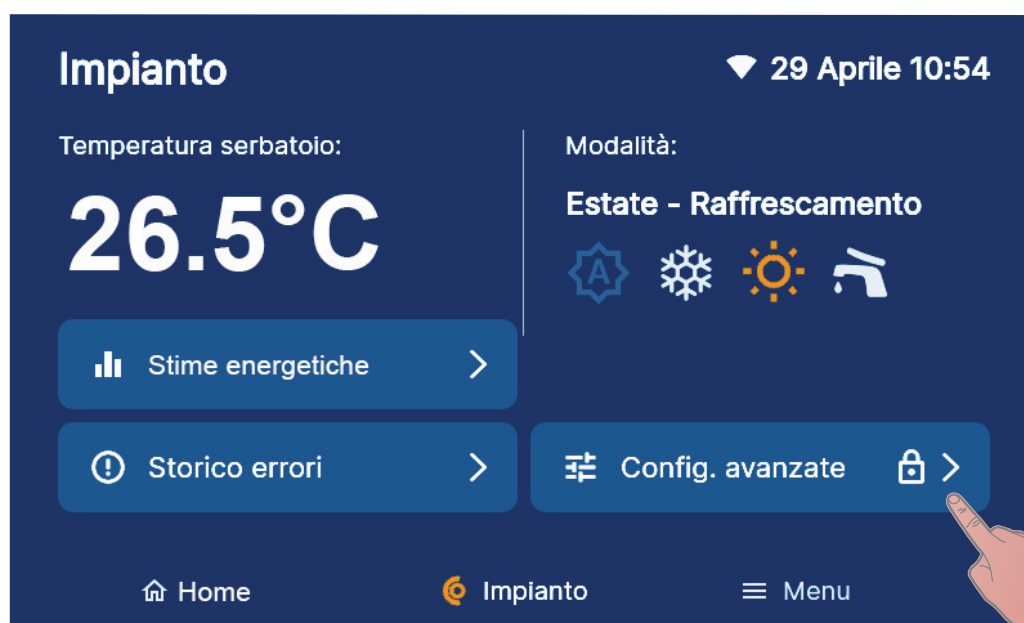 Impianto
29 Aprile 10:54
Temperatura serbatoio:
26.5°C
Modalità:
Estate - Raffrescamento
A
Stime energetiche
Storico errori
Config. avanzate
Home
Impianto
Menu